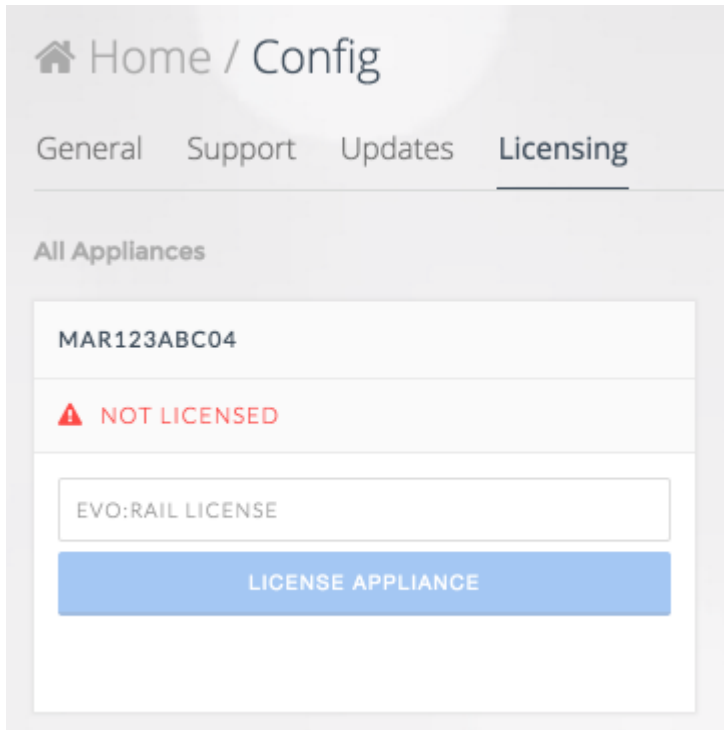 Home / Config
General Support Updates Licensing
All Appliances
MAR123ABC04
NOT LICENSED
EVO:RAIL LICENSE
LICENSE APPLIANCE